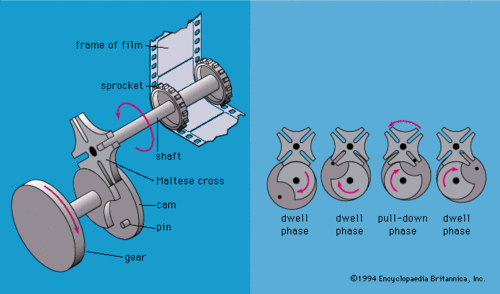 frame of film
sprocket
shaft
Maltese cross
cam
pin
gear
dwell phase
dwell phase
pull-down phase
dwell phase
©1994 Encyclopaedia Britannica, Inc.